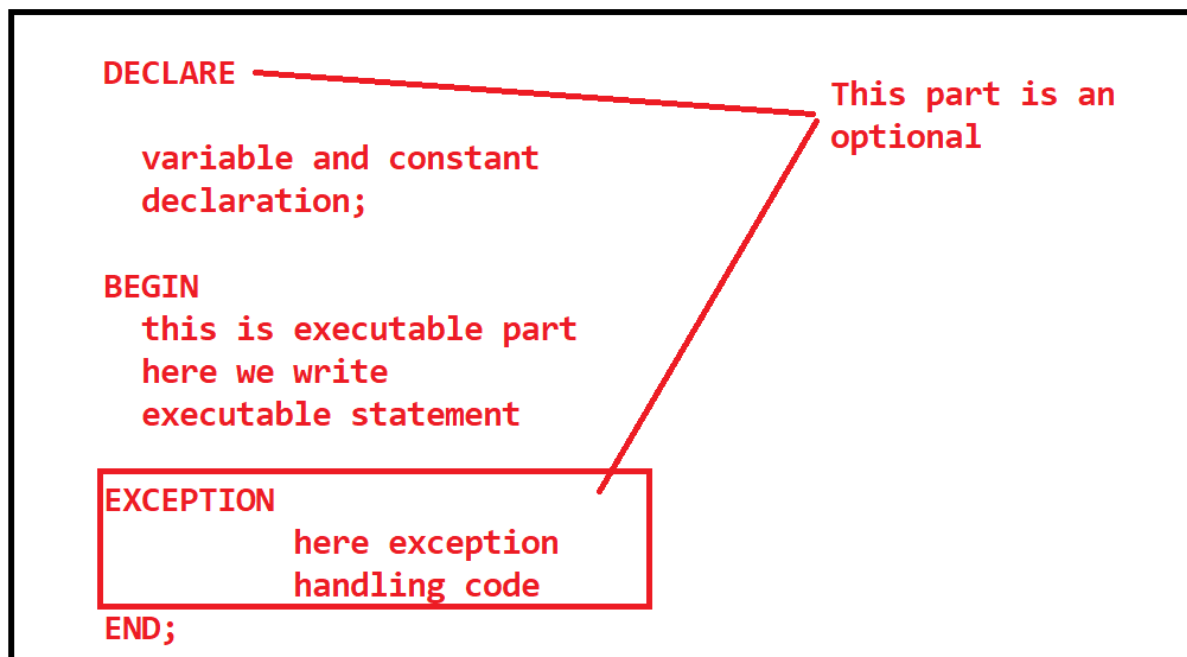 DECLARE
This part is an
optional
variable and constant
declaration;
BEGIN
this is executable part
here we write
executable statement
EXCEPTION
here exception
handling code
END;